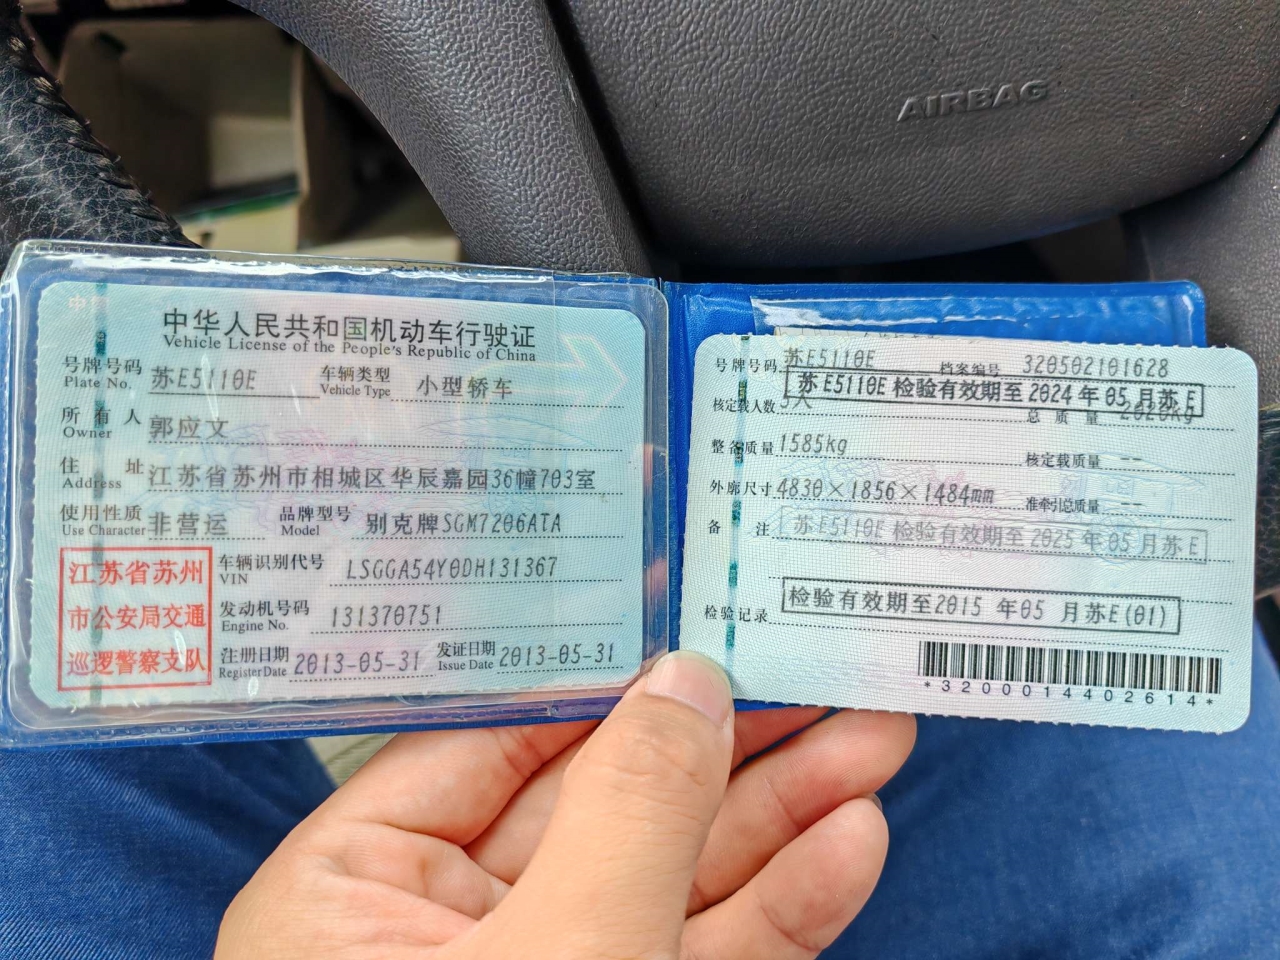 AIRBAG
中华人民共和国机动车行驶证
Vehicle License of the People's Republic of China
号牌号码 苏E5110E 车辆类型 小型轿车
Plate No. Vehicle Type
所有人 郭应文
Owner
住址 江苏省苏州市相城区华辰嘉园36幢703室
Address
使用性质 非营运 品牌型号 别克牌SGM7206ATA
Use Character Model
江苏省苏州
市公安局交通
巡逻警察支队
车辆识别代号 LSGGA54Y0DH131367
VIN
发动机号码 131370751
Engine No.
注册日期 2013-05-31 发证日期 2013-05-31
Register Date Issue Date
号牌号码 苏E5110E 档案编号 320502101628
苏E5110E 检验有效期至2024年05月苏E
核定载人数 5人 总质量
整备质量 1585kg 核定载质量 --
外廓尺寸 4830×1856×1484mm 准牵引总质量 --
备注 苏E5110E 检验有效期至2025年05月苏E
检验记录 检验有效期至2015年05月苏E(01)
*3200014402614*